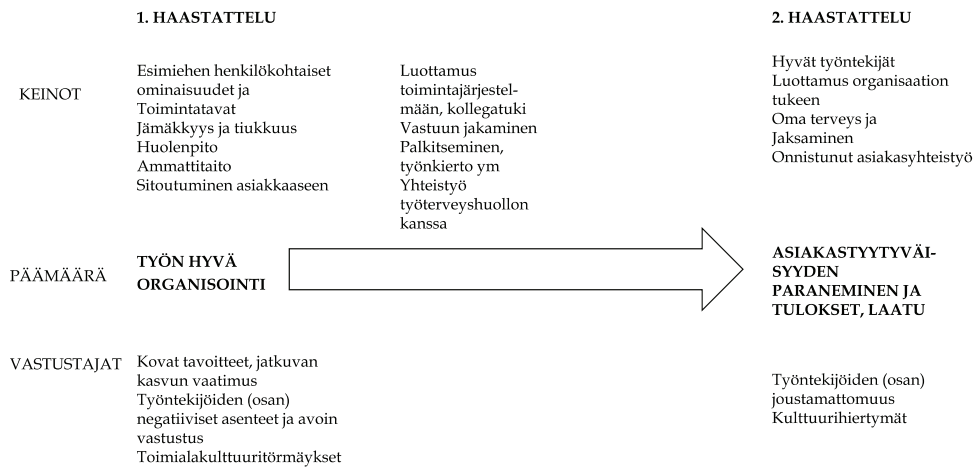 1. HAASTATTELU
2. HAASTATTELU
KEINOT
Esimiehen henkilökohtaiset
ominaisuudet ja
Toimintatavat
Jämäkkyys ja tiukkuus
Huolenpito
Ammattitaito
Sitoutuminen asiakkaaseen
Luottamus
toimintajärjestel-
mään, kollegatuki
Vastuun jakaminen
Palkitseminen,
työnkierto ym
Yhteistyö
työterveyshuollon
kanssa
Hyvät työntekijät
Luottamus organisaation
tukeen
Oma terveys ja
Jaksaminen
Onnistunut asiakasyhteistyö
PÄÄMÄÄRÄ
TYÖN HYVÄ
ORGANISOINTI
ASIAKASTYYTYVÄI-
SYYDEN
PARANEMINEN JA
TULOKSET, LAATU
VASTUSTAJAT
Kovat tavoitteet, jatkuvan
kasvun vaatimus
Työntekijöiden (osan)
negatiiviset asenteet ja avoin
vastustus
Toimialakulttuuritörmäykset
Työntekijöiden (osan)
joustamattomuus
Kulttuurihiertymät